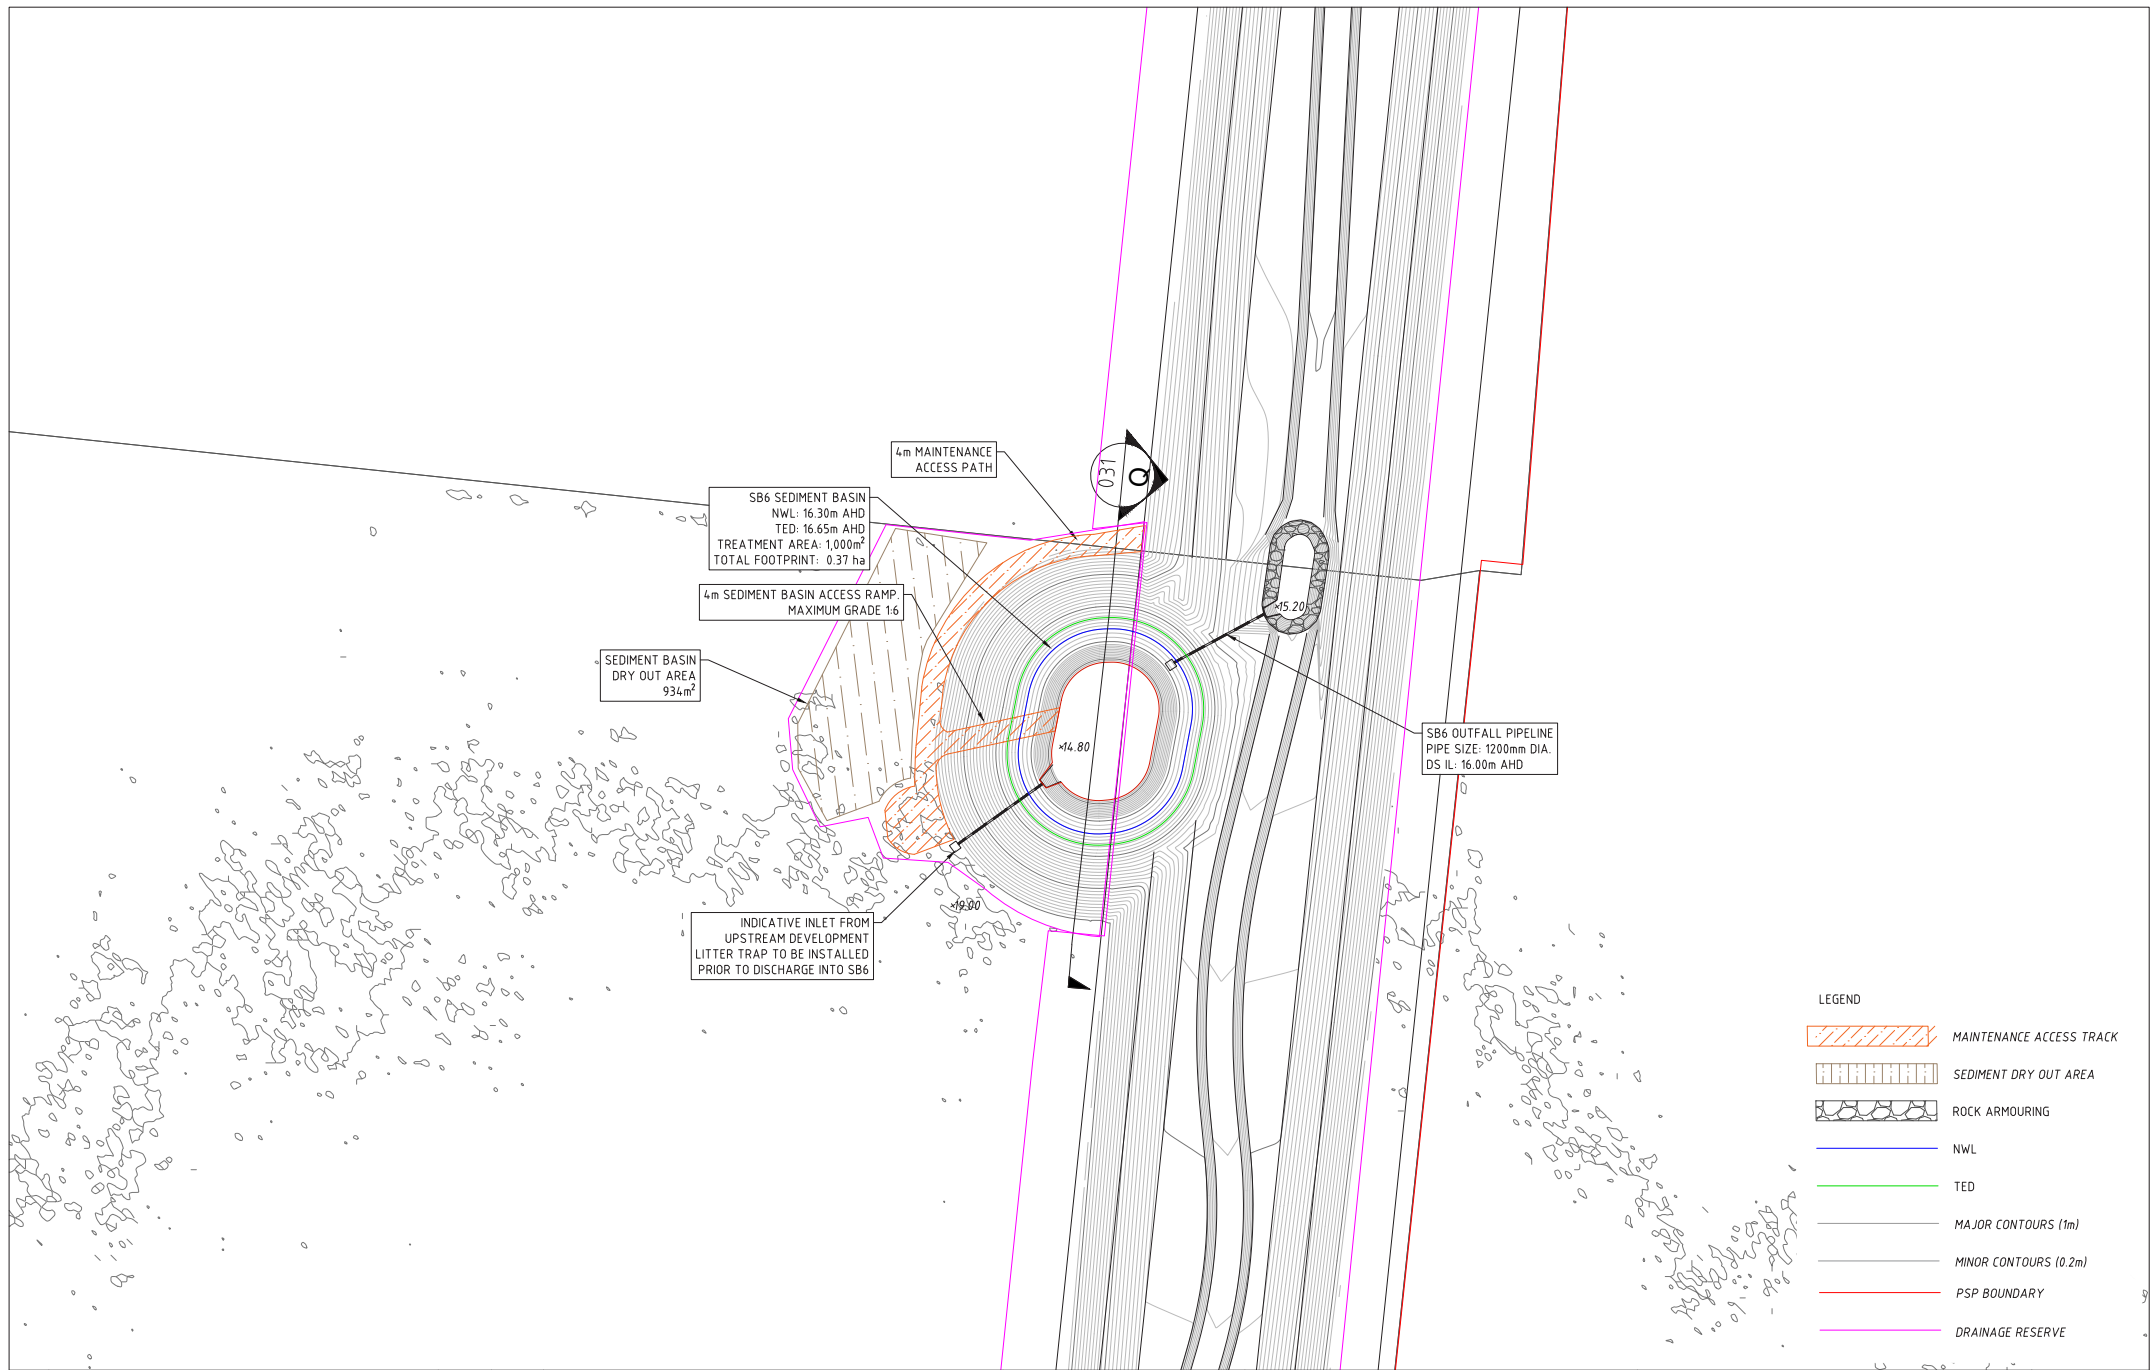 4m MAINTENANCE
ACCESS PATH
031
Q
SB6 SEDIMENT BASIN
NWL: 16.30m AHD
TED: 16.65m AHD
TREATMENT AREA: 1,000m²
TOTAL FOOTPRINT: 0.37 ha
4m SEDIMENT BASIN ACCESS RAMP.
MAXIMUM GRADE 1:6
SEDIMENT BASIN
DRY OUT AREA
934m²
×15.20
×14.80
SB6 OUTFALL PIPELINE
PIPE SIZE: 1200mm DIA.
DS IL: 16.00m AHD
×19.00
INDICATIVE INLET FROM
UPSTREAM DEVELOPMENT
LITTER TRAP TO BE INSTALLED
PRIOR TO DISCHARGE INTO SB6
LEGEND
MAINTENANCE ACCESS TRACK
SEDIMENT DRY OUT AREA
ROCK ARMOURING
NWL
TED
MAJOR CONTOURS (1m)
MINOR CONTOURS (0.2m)
PSP BOUNDARY
DRAINAGE RESERVE